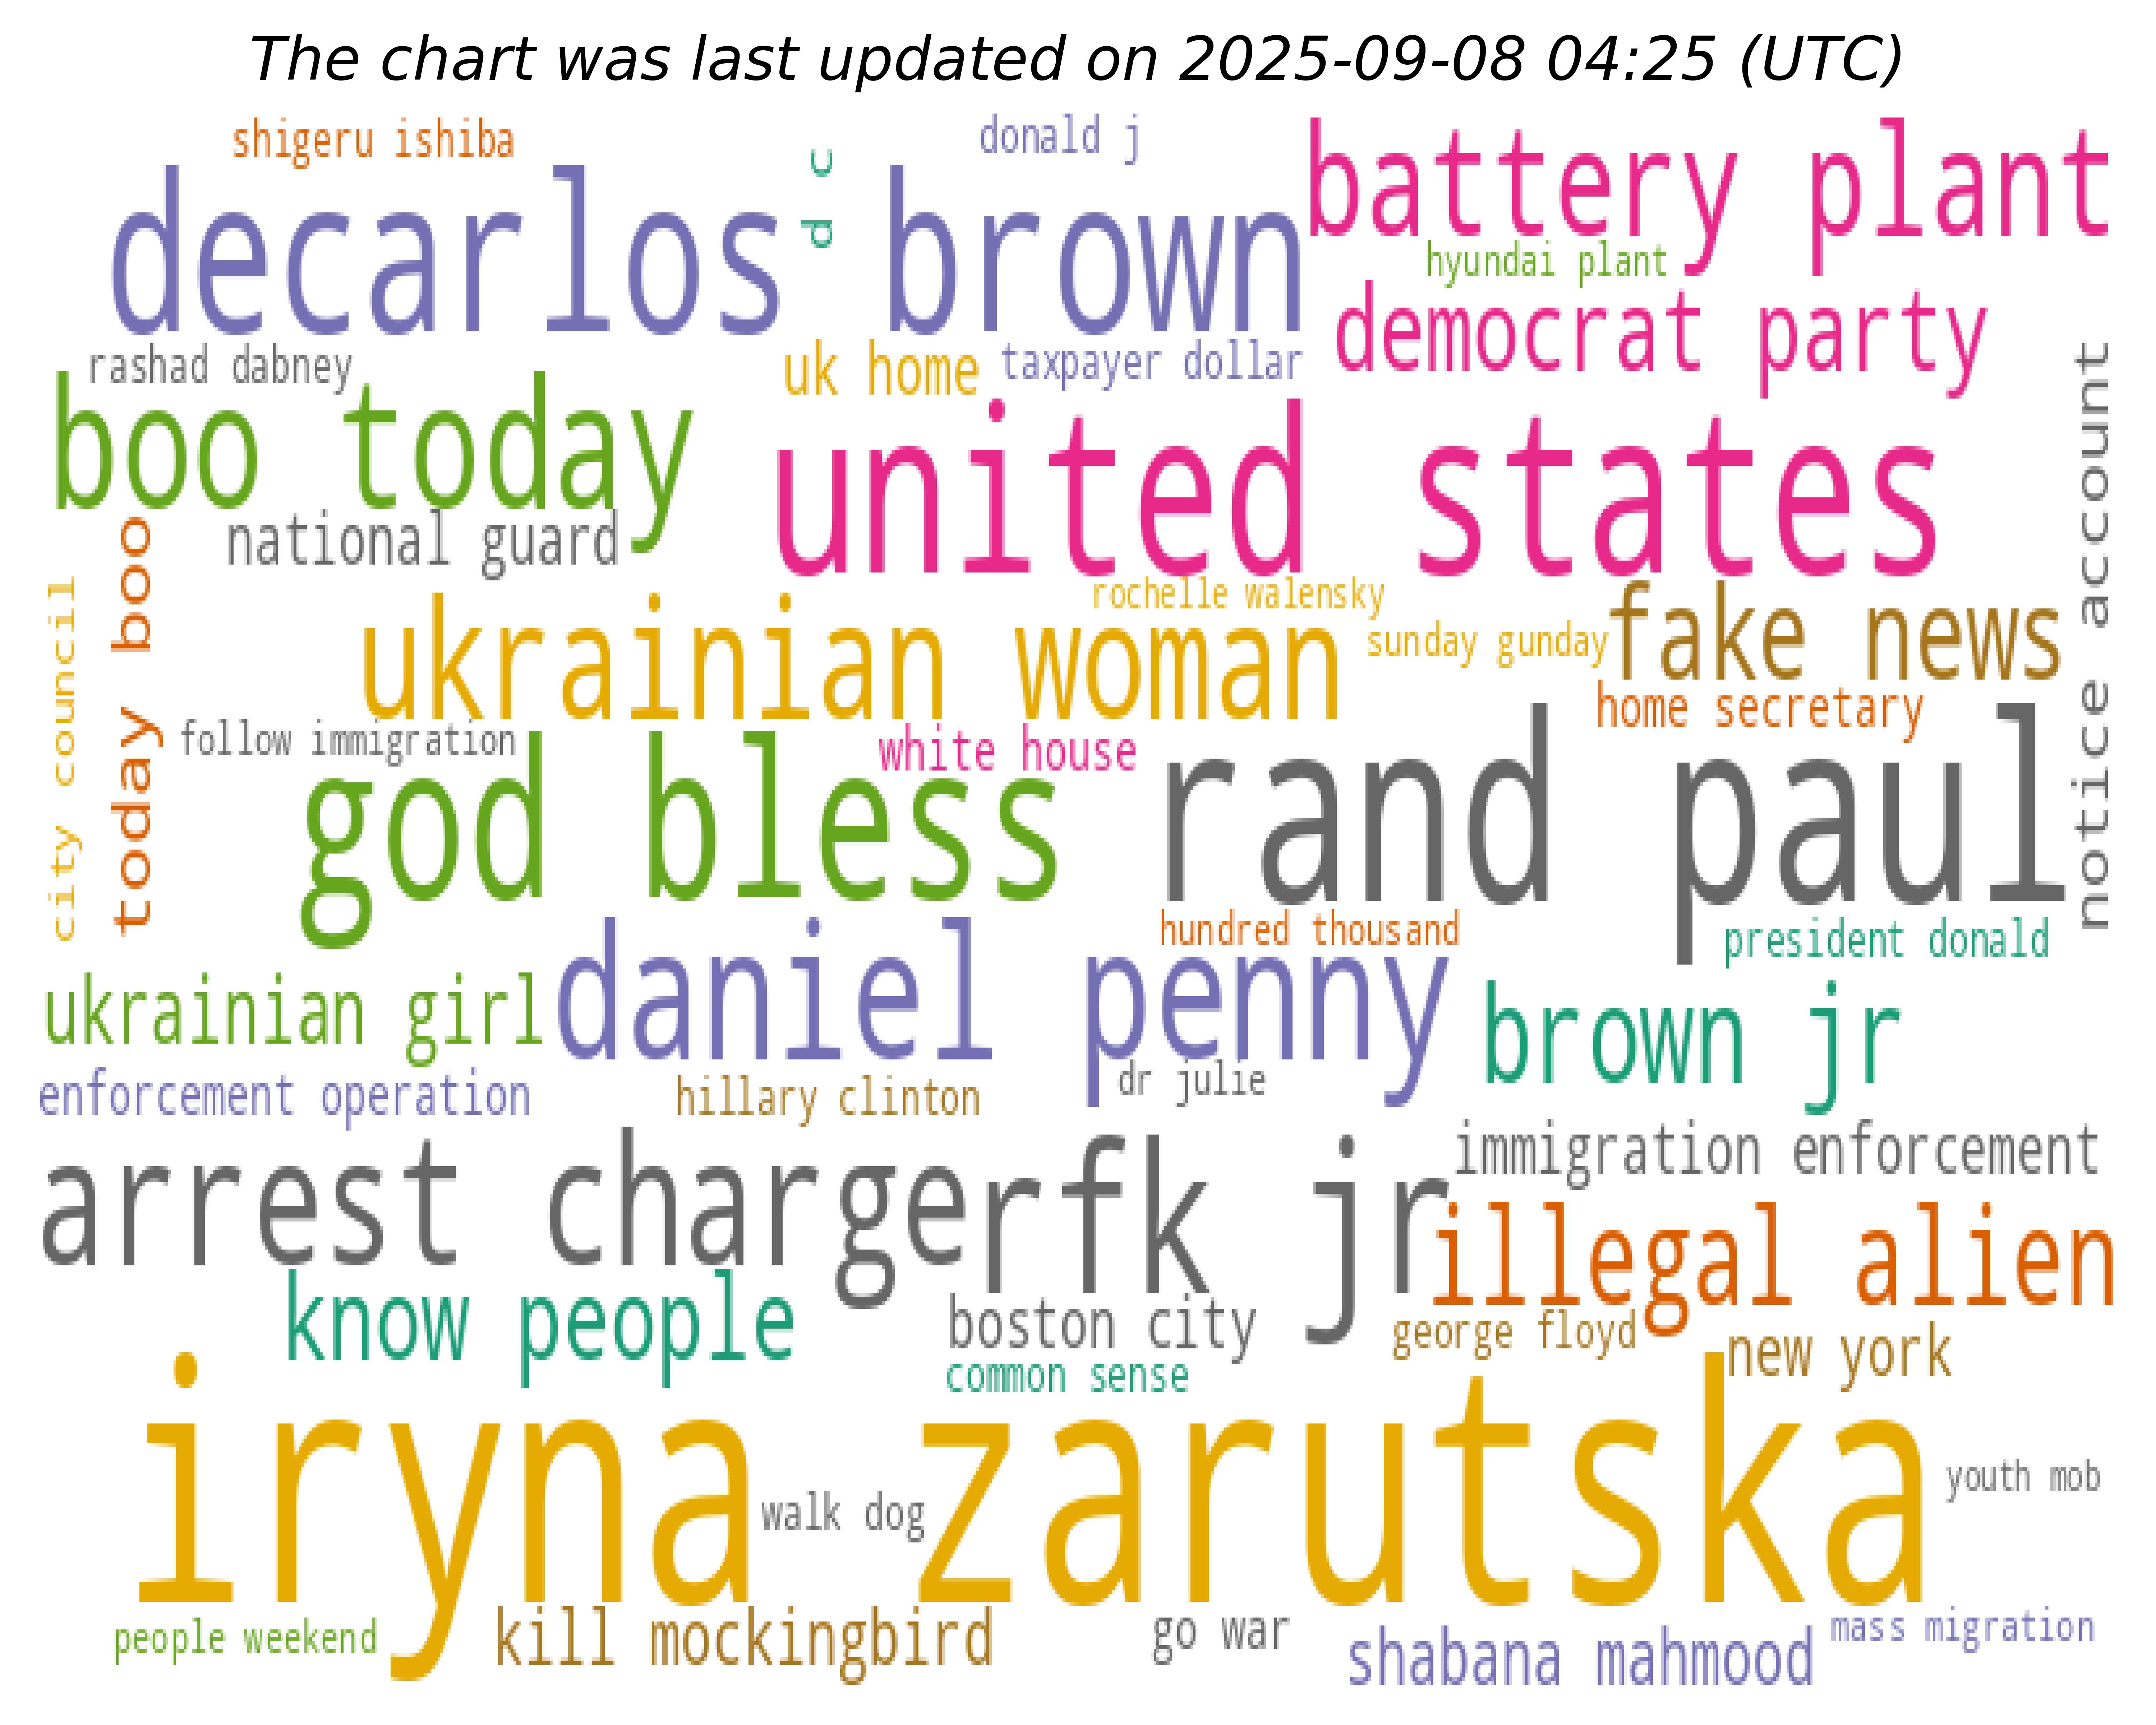 The chart was last updated on 2025-09-08 04:25 (UTC)
shigeru ishiba
d c
donald j
battery plant
decarlos brown
hyundai plant
democrat party
rashad dabney
uk home
taxpayer dollar
boo today
united states
notice account
national guard
today boo
city council
rochelle walensky
ukrainian woman
sunday gunday
fake news
home secretary
follow immigration
white house
god bless
rand paul
hundred thousand
president donald
ukrainian girl
daniel penny
brown jr
enforcement operation
hillary clinton
dr julie
arrest charge
rfk jr
immigration enforcement
illegal alien
know people
boston city
george floyd
new york
common sense
iryna zarutska
walk dog
youth mob
people weekend
kill mockingbird
go war
shabana mahmood
mass migration